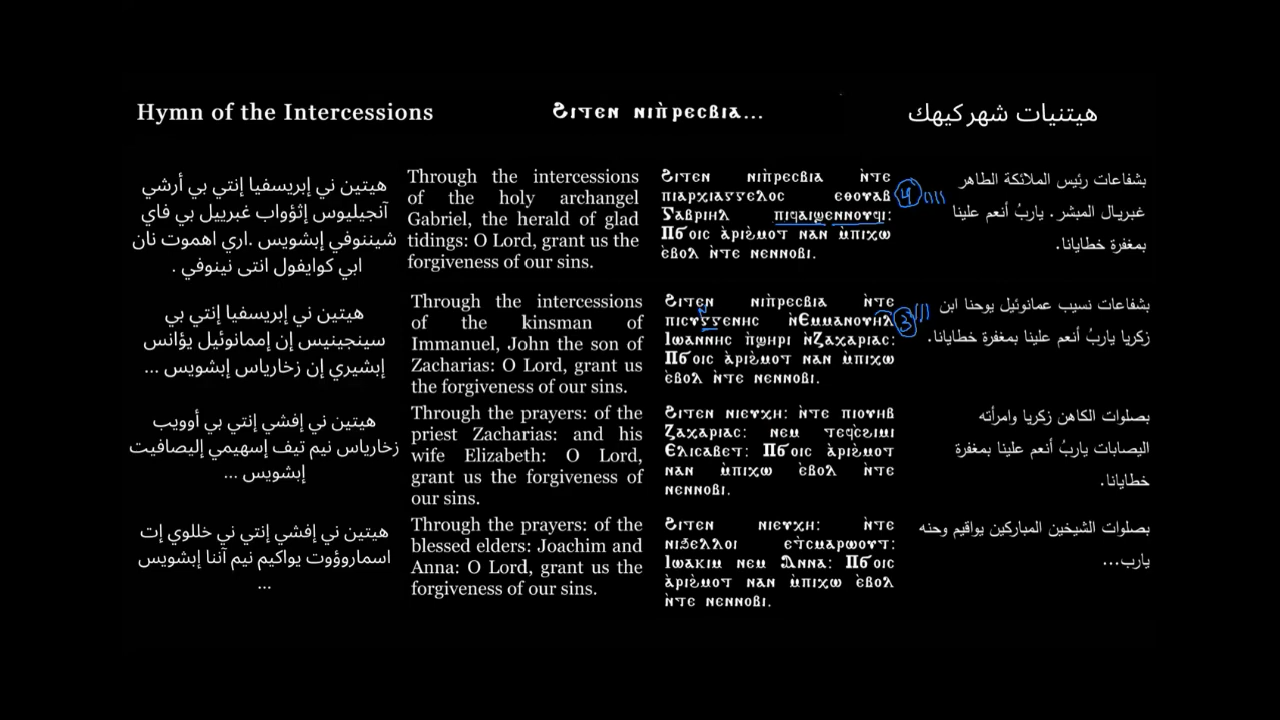 Hymn of the Intercessions
Ϩⲓⲧⲉⲛ ⲛⲓⲡ̀ⲣⲉⲥⲃⲓⲁ...
هيتنيات شهر كيهك
هيتين ني إبريسفيا إنتي بي أرشي
آنجيليوس إثؤواب غبرييل بي فاي
شيننوفي إبشويس .اري اهموت نان
ابي كوايفول انتى نينوفي .
Through the intercessions
of the holy archangel
Gabriel, the herald of glad
tidings: O Lord, grant us the
forgiveness of our sins.
Ϩⲓⲧⲉⲛ ⲛⲓⲡ̀ⲣⲉⲥⲃⲓⲁ ⲛ̀ⲧⲉ
ⲡⲓⲁⲣⲭⲓⲁⲅⲅⲉⲗⲟⲥ ⲉⲑⲟⲩⲁⲃ
Ⲅⲁⲃⲣⲓⲏⲗ ⲡⲓϥⲁⲓϣⲉⲛⲛⲟⲩϥⲓ:
Ⲡϭⲟⲓⲥ ⲁ̀ⲣⲓϩ̀ⲙⲟⲧ ⲛⲁⲛ ⲙ̀ⲡⲓⲭⲱ
ⲉ̀ⲃⲟⲗ ⲛ̀ⲧⲉ ⲛⲉⲛⲛⲟⲃⲓ.
4
بشفاعات رئيس الملائكة الطاهر
غبريـال المبشر. ياربُ أنعم علينا
بمغفرة خطايانا.
هيتين ني إبريسفيا إنتي بي
سينجينيس إن إممانوئيل يؤانس
إبشيري إن زخارياس إبشويس ...
Through the intercessions
of the kinsman of
Immanuel, John the son of
Zacharias: O Lord, grant us
the forgiveness of our sins.
Ϩⲓⲧⲉⲛ ⲛⲓⲡ̀ⲣⲉⲥⲃⲓⲁ ⲛ̀ⲧⲉ
N
ⲡⲓⲥⲩⲅⲅⲉⲛⲏⲥ ⲛ̀Ⲉⲙⲙⲁⲛⲟⲩⲏⲗ
Ⲓⲱⲁⲛⲛⲏⲥ ⲡ̀ϣⲏⲣⲓ ⲛ̀Ⲍⲁⲭⲁⲣⲓⲁⲥ:
Ⲡϭⲟⲓⲥ ⲁ̀ⲣⲓϩ̀ⲙⲟⲧ ⲛⲁⲛ ⲙ̀ⲡⲓⲭⲱ
ⲉ̀ⲃⲟⲗ ⲛ̀ⲧⲉ ⲛⲉⲛⲛⲟⲃⲓ.
3
بشفاعات نسيب عمانوئيل يوحنا ابن
زكريا ياربُ أنعم علينا بمغفرة خطايانا.
هيتين ني إفشي إنتي بي أوويب
زخارياس نيم تيف إسهيمي إليصافيت
إبشويس ...
Through the prayers: of the
priest Zacharias: and his
wife Elizabeth: O Lord,
grant us the forgiveness of
our sins.
Ϩⲓⲧⲉⲛ ⲛⲓⲉⲩⲭⲏ: ⲛ̀ⲧⲉ ⲡⲓⲟⲩⲏⲃ
Ⲍⲁⲭⲁⲣⲓⲁⲥ: ⲛⲉⲙ ⲧⲉϥⲥ̀ϩⲓⲙⲓ
Ⲉⲗⲓⲥⲁⲃⲉⲧ: Ⲡϭⲟⲓⲥ ⲁ̀ⲣⲓϩ̀ⲙⲟⲧ
ⲛⲁⲛ ⲙ̀ⲡⲓⲭⲱ ⲉ̀ⲃⲟⲗ ⲛ̀ⲧⲉ
ⲛⲉⲛⲛⲟⲃⲓ.
بصلوات الكاهن زكريا وامرأته
اليصابات ياربُ أنعم علينا بمغفرة
خطايانا.
هيتين ني إفشي إنتي ني خللوي إت
اسماروؤوت يواكيم نيم آننا إبشويس
...
Through the prayers: of the
blessed elders: Joachim and
Anna: O Lord, grant us the
forgiveness of our sins.
Ϩⲓⲧⲉⲛ ⲛⲓⲉⲩⲭⲏ: ⲛ̀ⲧⲉ
ⲛⲓϧⲉⲗⲗⲟⲓ ⲉⲧ̀ⲥⲙⲁⲣⲱⲟⲩⲧ:
Ⲓⲱⲁⲕⲓⲙ ⲛⲉⲙ Ⲁⲛⲛⲁ: Ⲡϭⲟⲓⲥ
ⲁ̀ⲣⲓϩ̀ⲙⲟⲧ ⲛⲁⲛ ⲙ̀ⲡⲓⲭⲱ ⲉ̀ⲃⲟⲗ
ⲛ̀ⲧⲉ ⲛⲉⲛⲛⲟⲃⲓ.
بصلوات الشيخين المباركين يواقيم وحنه
يارب...